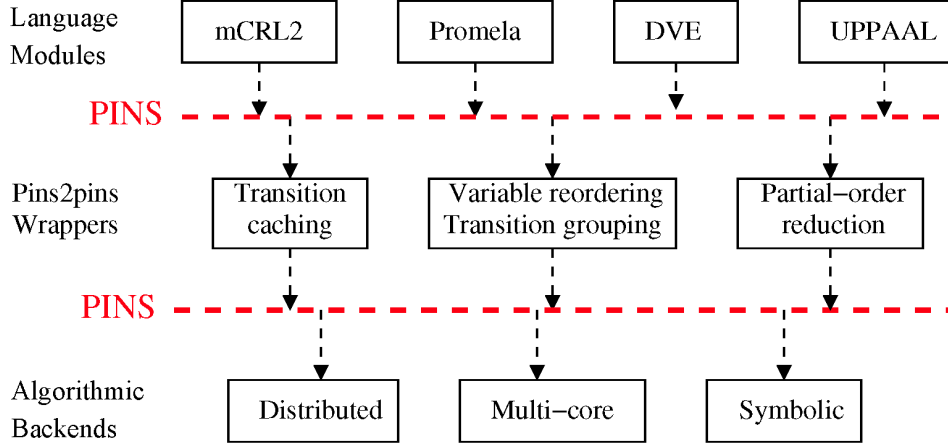 Language
Modules
mCRL2
Promela
DVE
UPPAAL
PINS
Pins2pins
Wrappers
Transition
caching
Variable reordering
Transition grouping
Partial−order
reduction
PINS
Algorithmic
Backends
Distributed
Multi−core
Symbolic